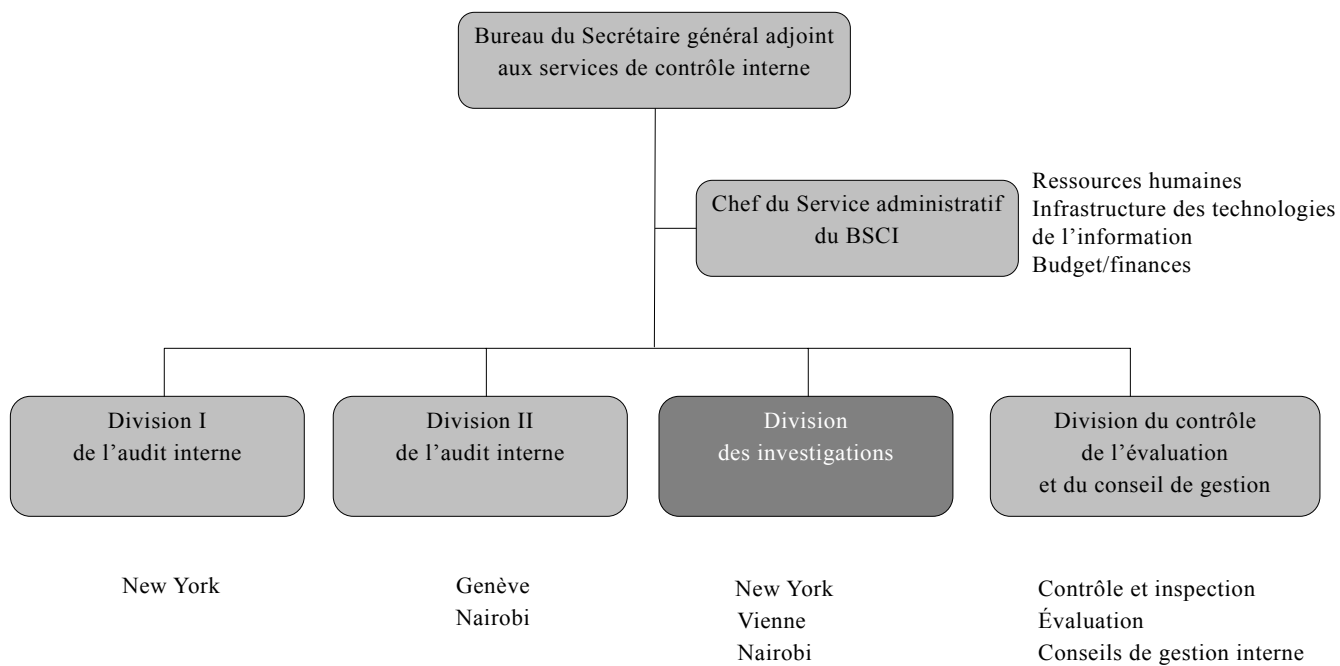 Bureau du Secrétaire général adjoint
aux services de contrôle interne
Chef du Service administratif
du BSCI
Ressources humaines
Infrastructure des technologies
de l’information
Budget/finances
Division I
de l’audit interne
Division II
de l’audit interne
Division
des investigations
Division du contrôle
de l’évaluation
et du conseil de gestion
New York
Genève
Nairobi
New York
Vienne
Nairobi
Contrôle et inspection
Évaluation
Conseils de gestion interne